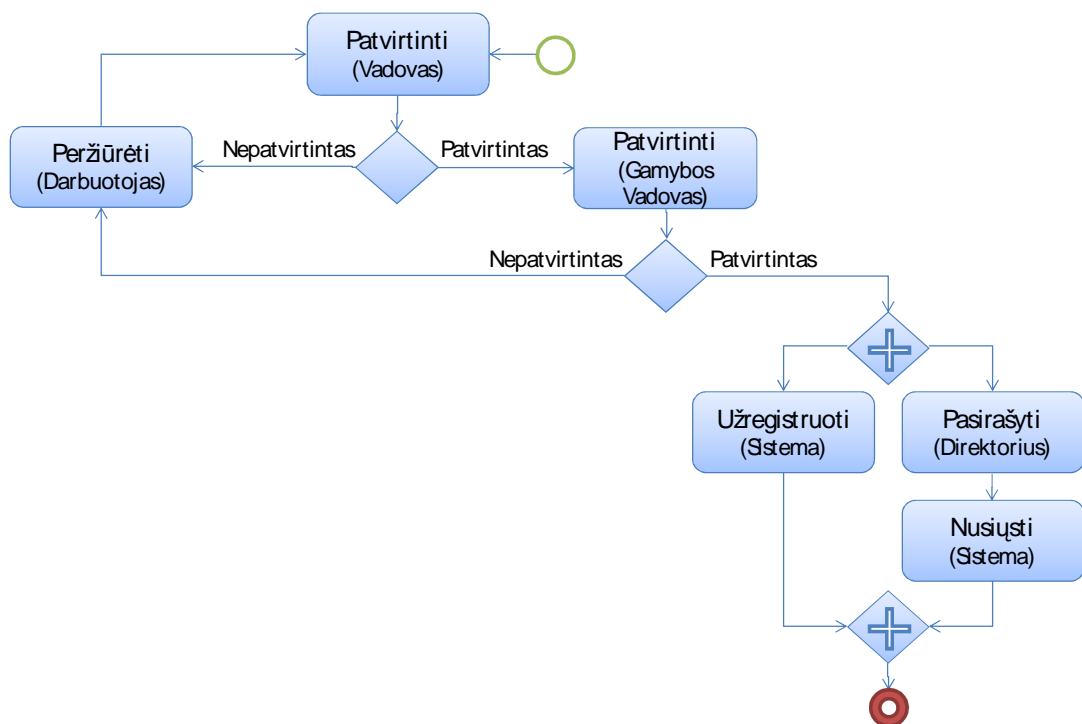 Patvirtinti
(Vadovas)
Peržiūrėti
(Darbuotojas)
Nepatvirtintas
Patvirtintas
Patvirtinti
(Gamybos
Vadovas)
Nepatvirtintas
Patvirtintas
Užregistruoti
(Sistema)
Pasirašyti
(Direktorius)
Nusiųsti
(Sistema)